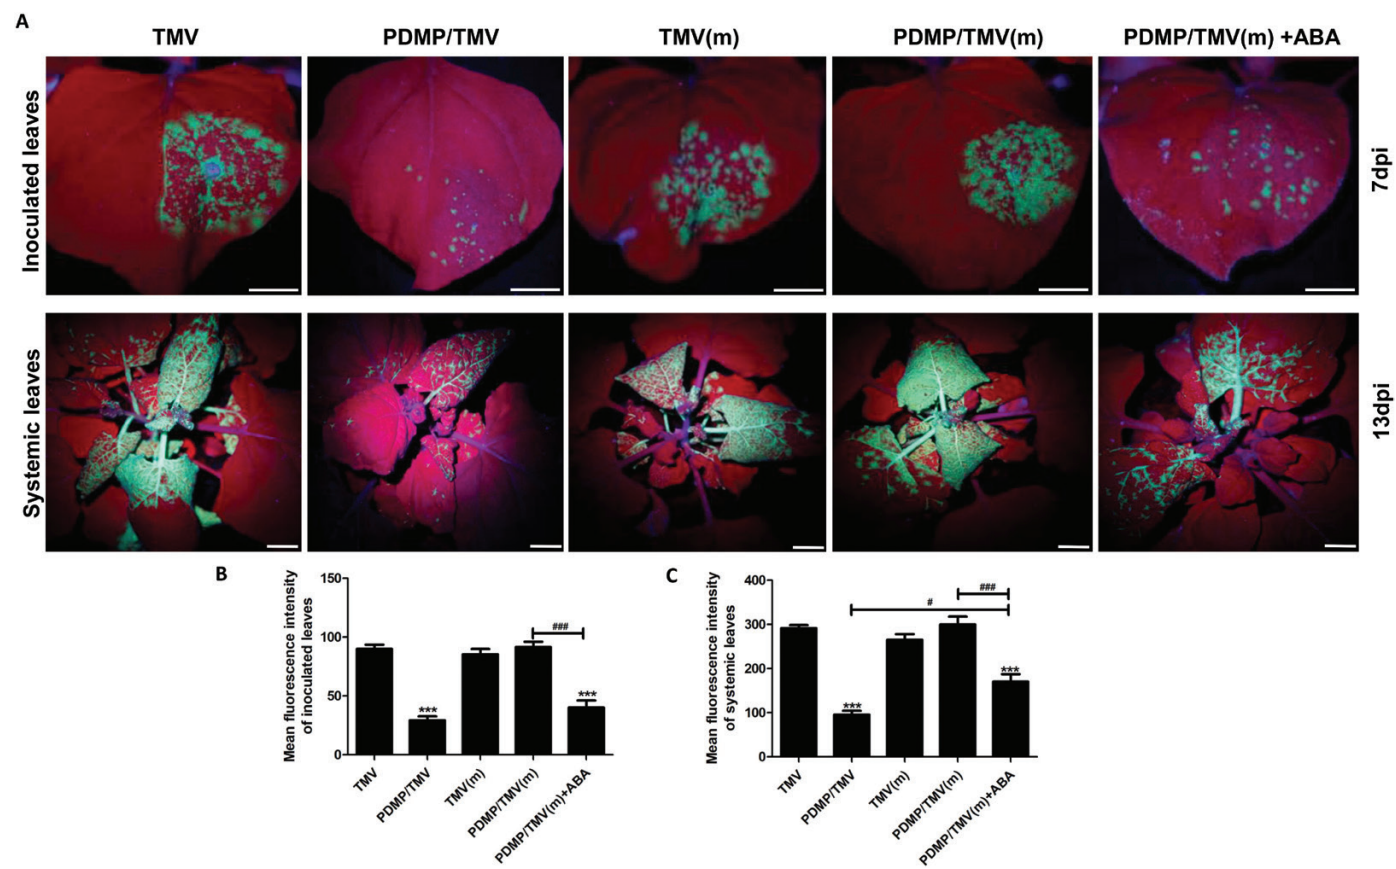 A
TMV
PDMP/TMV
TMV(m)
PDMP/TMV(m)
PDMP/TMV(m) +ABA
Inoculated leaves
7dpi
Systemic leaves
13dpi
B
Mean fluorescence intensity
of inoculated leaves
150
100
50
0
***
###
***
TMV
PDMP/TMV
TMV(m)
PDMP/TMV(m)
PDMP/TMV(m)+ABA
C
Mean fluorescence intensity
of systemic leaves
400
300
200
100
0
***
#
###
***
TMV
PDMP/TMV
TMV(m)
PDMP/TMV(m)
PDMP/TMV(m)+ABA